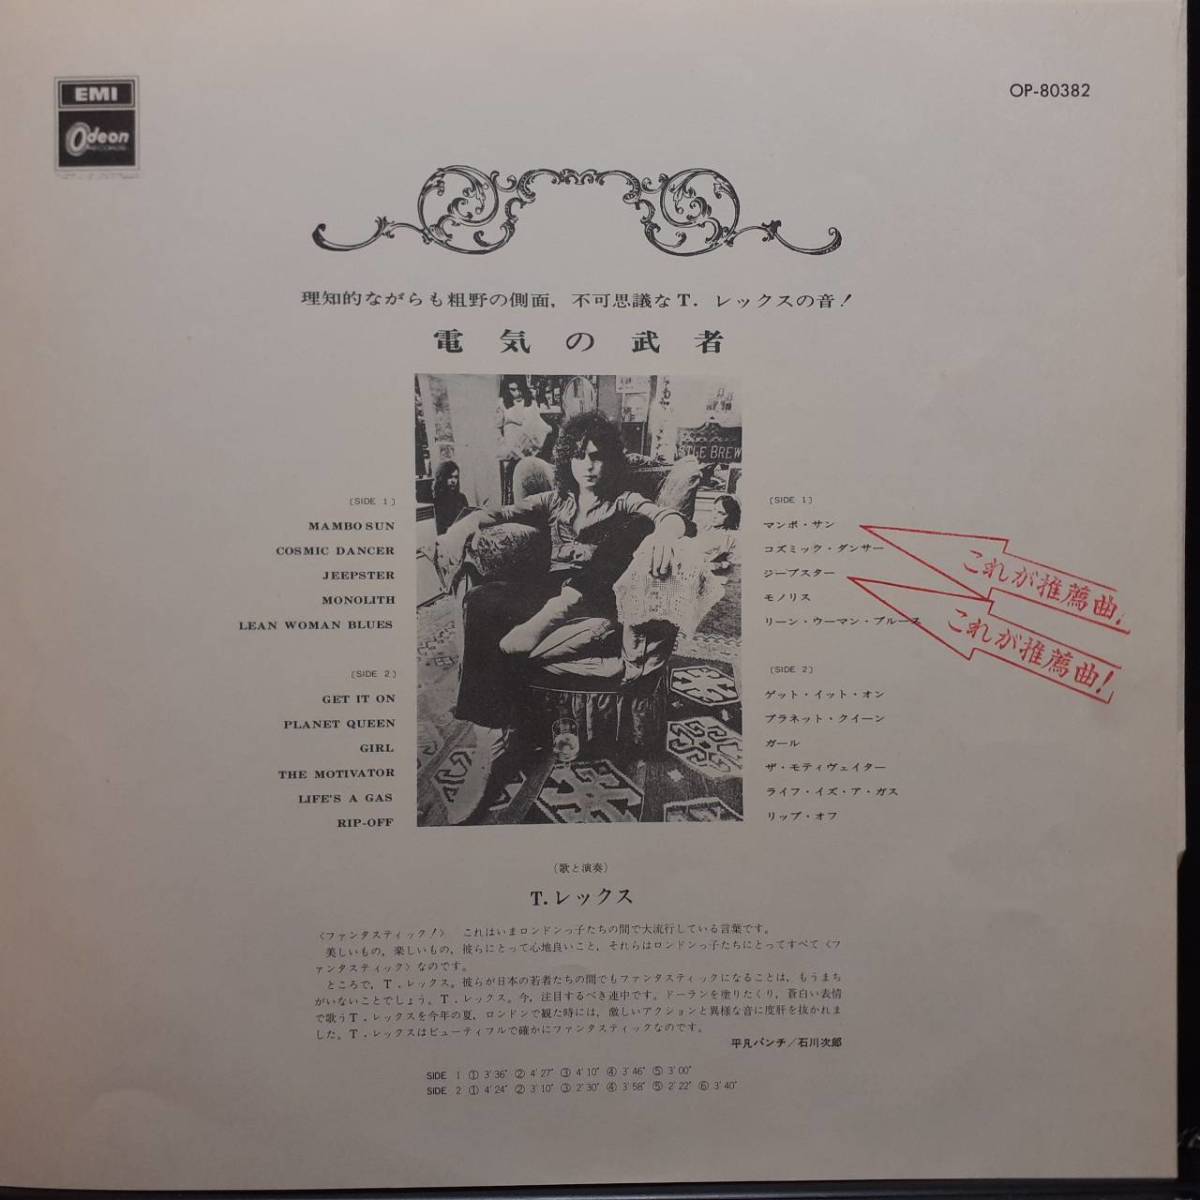 EMI
Odeon
OP-80382
理知的ながらも粗野の側面，不可思議なT．レックスの音！
電気の武者
[SIDE 1]
MAMBO SUN
COSMIC DANCER
JEEPSTER
MONOLITH
LEAN WOMAN BLUES
[SIDE 2]
GET IT ON
PLANET QUEEN
GIRL
THE MOTIVATOR
LIFE'S A GAS
RIP-OFF
BREW
[SIDE 1]
マンボ・サン
コズミック・ダンサー
ジープスター
モノリス
リーン・ウーマン・ブルース
これが推薦曲！
これが推薦曲！
[SIDE 2]
ゲット・イット・オン
プラネット・クイーン
ガール
ザ・モティヴェイター
ライフ・イズ・ア・ガス
リップ・オフ
（歌と演奏）
T．レックス
〈ファンタスティック！〉 これはいまロンドンっ子たちの間で大流行している言葉です。
美しいもの，楽しいもの，彼らにとって心地良いこと，それらはロンドンっ子たちにとってすべて〈フ
ァンタスティック〉なのです。
ところで，T．レックス。彼らが日本の若者たちの間でもファンタスティックになることは，もうまち
がいないことでしょう。T．レックス。今，注目するべき連中です。ドーランを塗りたくり，蒼白い表情
で歌うT．レックスを今年の夏，ロンドンで観た時には，激しいアクションと異様な音に度肝を抜かれま
した。T．レックスはビューティフルで確かにファンタスティックなのです。
平凡パンチ／石川次郎
SIDE 1 ① 3'36" ② 4'27" ③ 4'10" ④ 3'46" ⑤ 3'00"
SIDE 2 ① 4'24" ② 3'10" ③ 2'30" ④ 3'58" ⑤ 2'22" ⑥ 3'40"